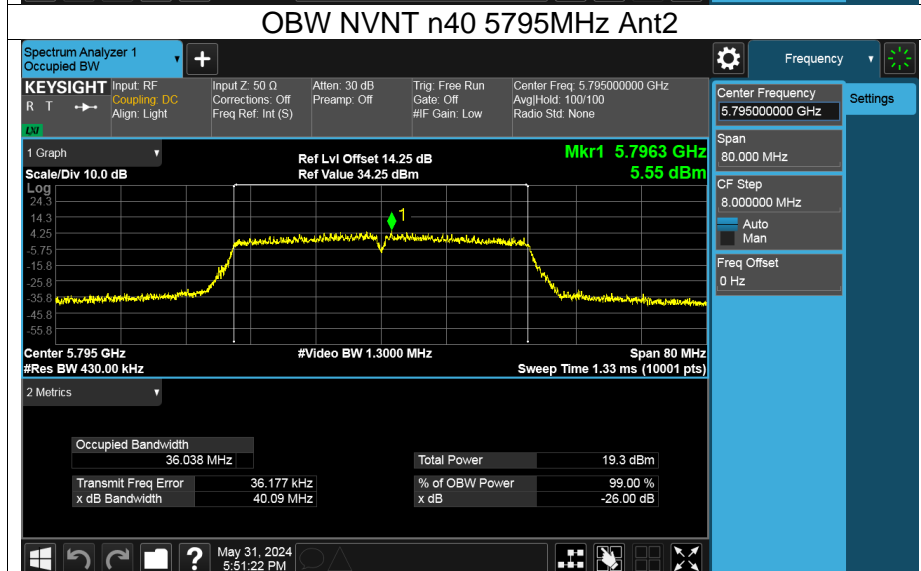 OBW NVNT n40 5795MHz Ant2
Spectrum Analyzer 1
Occupied BW
+
Frequency
KEYSIGHT
R T
LXI
Input: RF
Coupling: DC
Align: Light
Input Z: 50 Ω
Corrections: Off
Freq Ref: Int (S)
Atten: 30 dB
Preamp: Off
Trig: Free Run
Gate: Off
#IF Gain: Low
Center Freq: 5.795000000 GHz
Avg|Hold: 100/100
Radio Std: None
Center Frequency
5.795000000 GHz
Settings
Span
80.000 MHz
CF Step
8.000000 MHz
Auto
Man
Freq Offset
0 Hz
1 Graph
Scale/Div 10.0 dB
Ref Lvl Offset 14.25 dB
Ref Value 34.25 dBm
Mkr1 5.7963 GHz
5.55 dBm
Log
24.3
14.3
4.25
-5.75
-15.8
-25.8
-35.8
-45.8
-55.8
1
Center 5.795 GHz
#Video BW 1.3000 MHz
Span 80 MHz
#Res BW 430.00 kHz
Sweep Time 1.33 ms (10001 pts)
2 Metrics
Occupied Bandwidth
36.038 MHz
Total Power 19.3 dBm
Transmit Freq Error 36.177 kHz
% of OBW Power 99.00 %
x dB Bandwidth 40.09 MHz
x dB -26.00 dB
?
May 31, 2024
5:51:22 PM